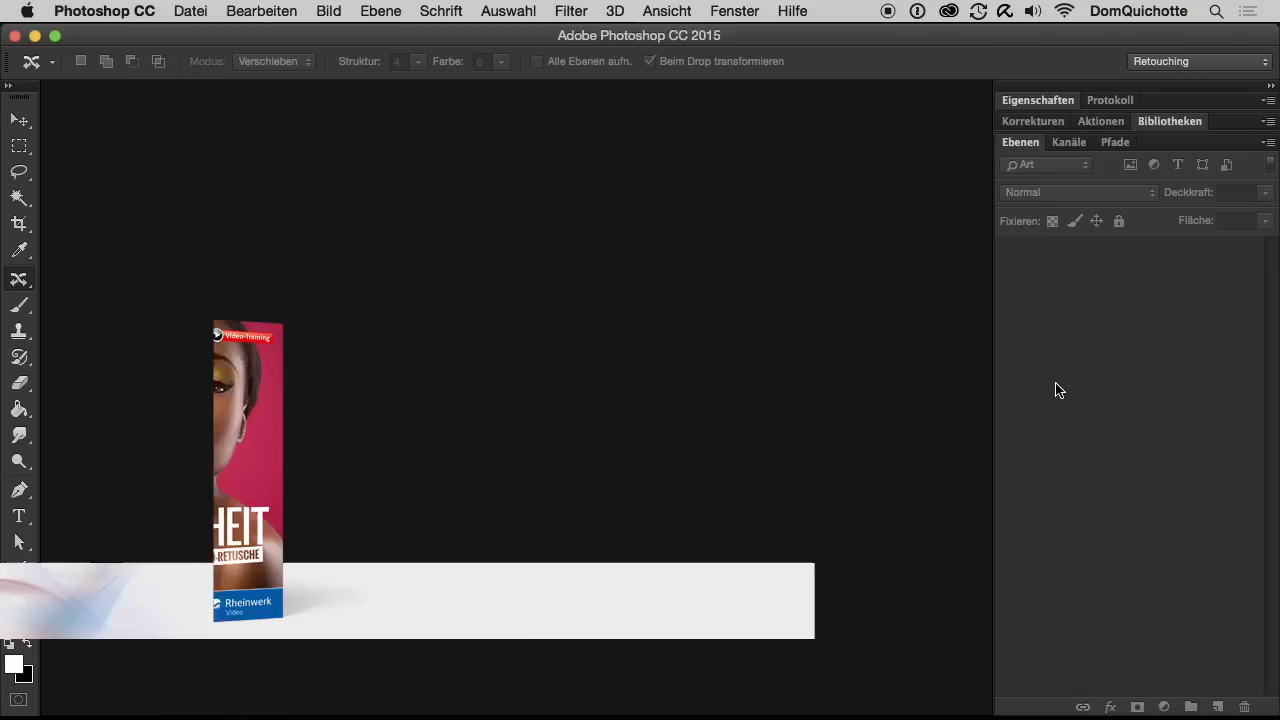 Photoshop CC Datei Bearbeiten Bild Ebene Schrift Auswahl Filter 3D Ansicht Fenster Hilfe DomQuichotte
Adobe Photoshop CC 2015
Modus: Verschieben Struktur: 4 Farbe: 0 Alle Ebenen aufn. Beim Drop transformieren Retouching
Eigenschaften Protokoll
Korrekturen Aktionen Bibliotheken
Ebenen Kanäle Pfade
Art
Normal Deckkraft:
Fixieren: Fläche:
Video-Training
HEIT
-RETUSCHE
Rheinwerk
Video